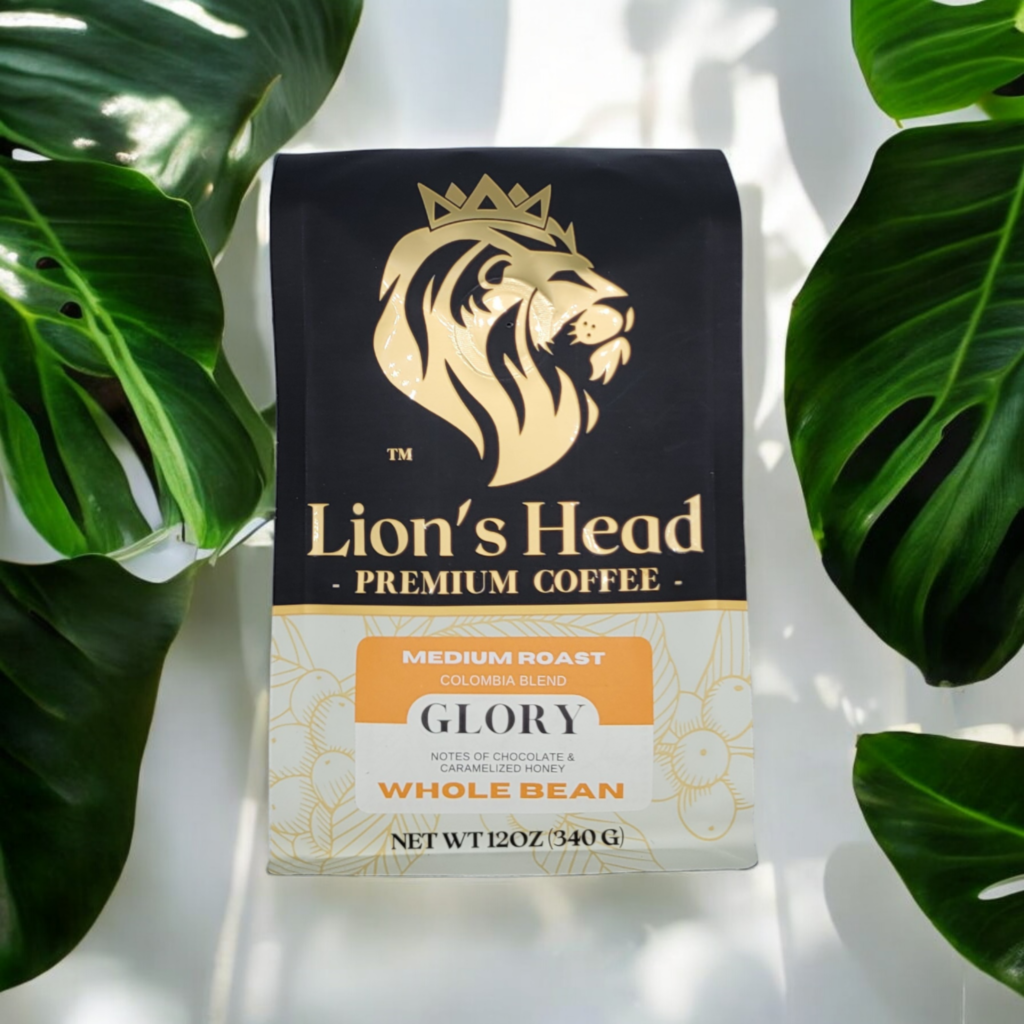 TM
Lion's Head
- PREMIUM COFFEE -
MEDIUM ROAST
COLOMBIA BLEND
GLORY
NOTES OF CHOCOLATE &
CARAMELIZED HONEY
WHOLE BEAN
NET WT 12OZ (340 G)